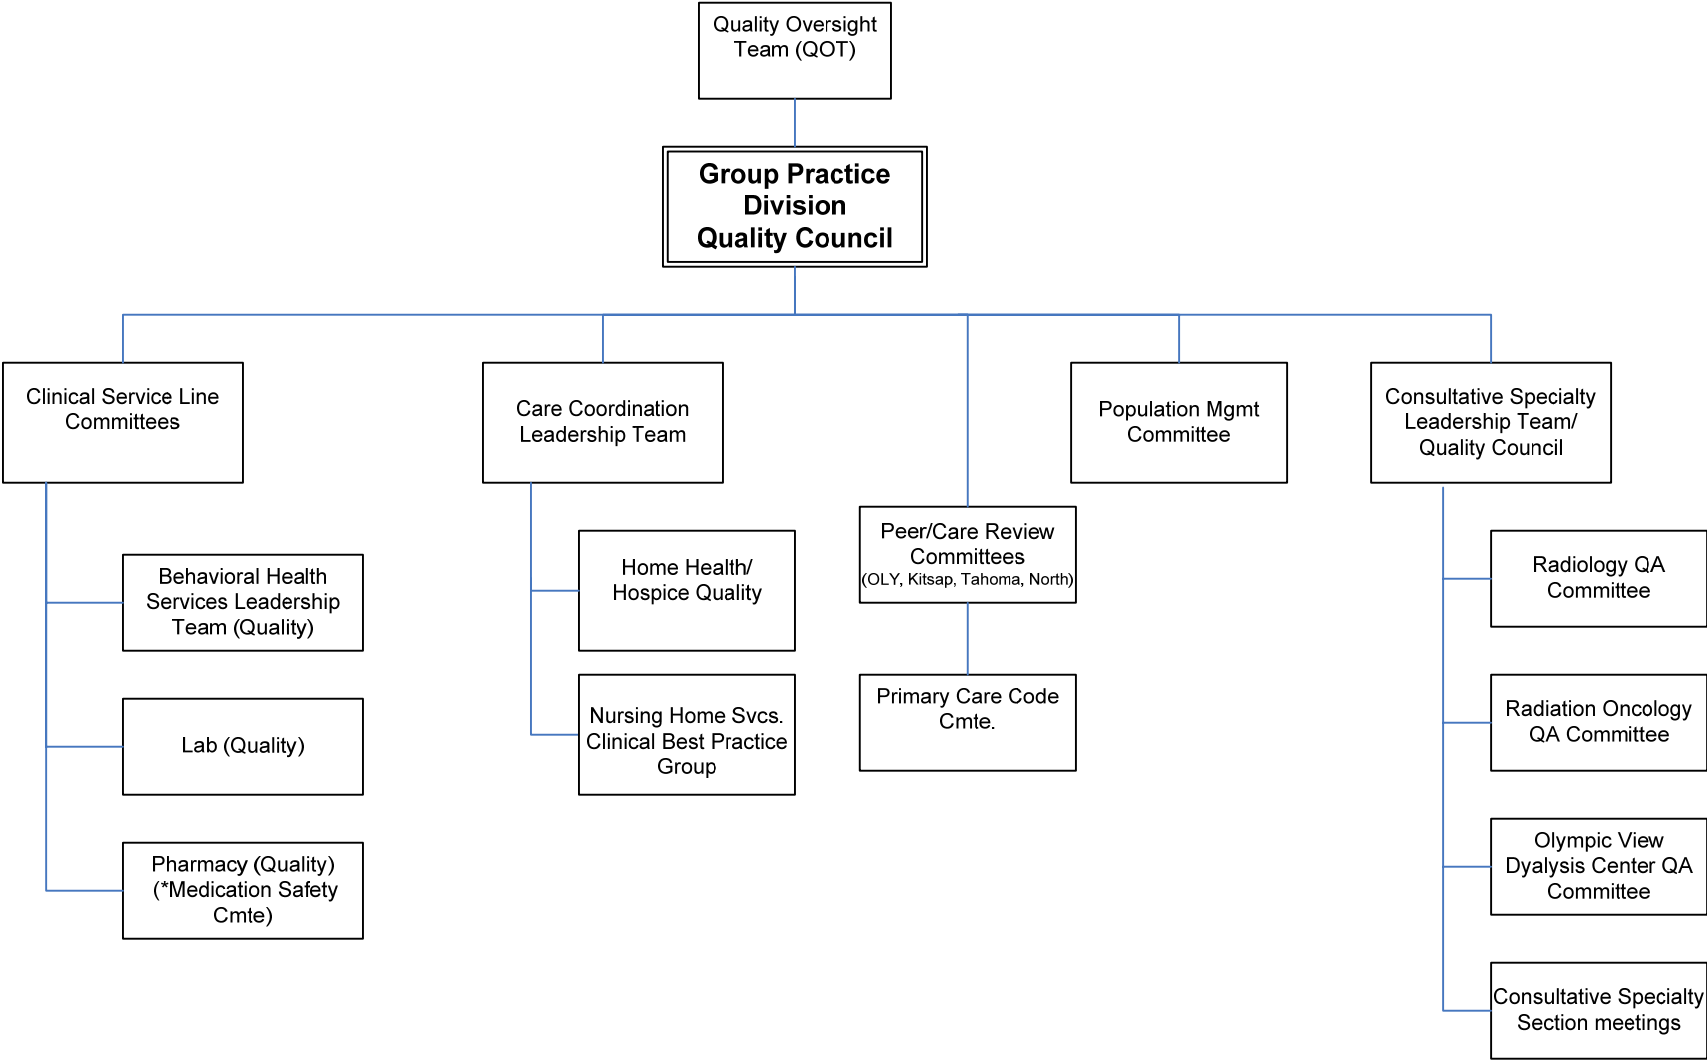 Quality Oversight
Team (QOT)
Group Practice
Division
Quality Council
Clinical Service Line
Committees
Care Coordination
Leadership Team
Population Mgmt
Committee
Consultative Specialty
Leadership Team/
Quality Council
Behavioral Health
Services Leadership
Team (Quality)
Lab (Quality)
Pharmacy (Quality)
(*Medication Safety
Cmte)
Home Health/
Hospice Quality
Nursing Home Svcs.
Clinical Best Practice
Group
Peer/Care Review
Committees
(OLY, Kitsap, Tahoma, North)
Primary Care Code
Cmte.
Radiology QA
Committee
Radiation Oncology
QA Committee
Olympic View
Dyalysis Center QA
Committee
Consultative Specialty
Section meetings